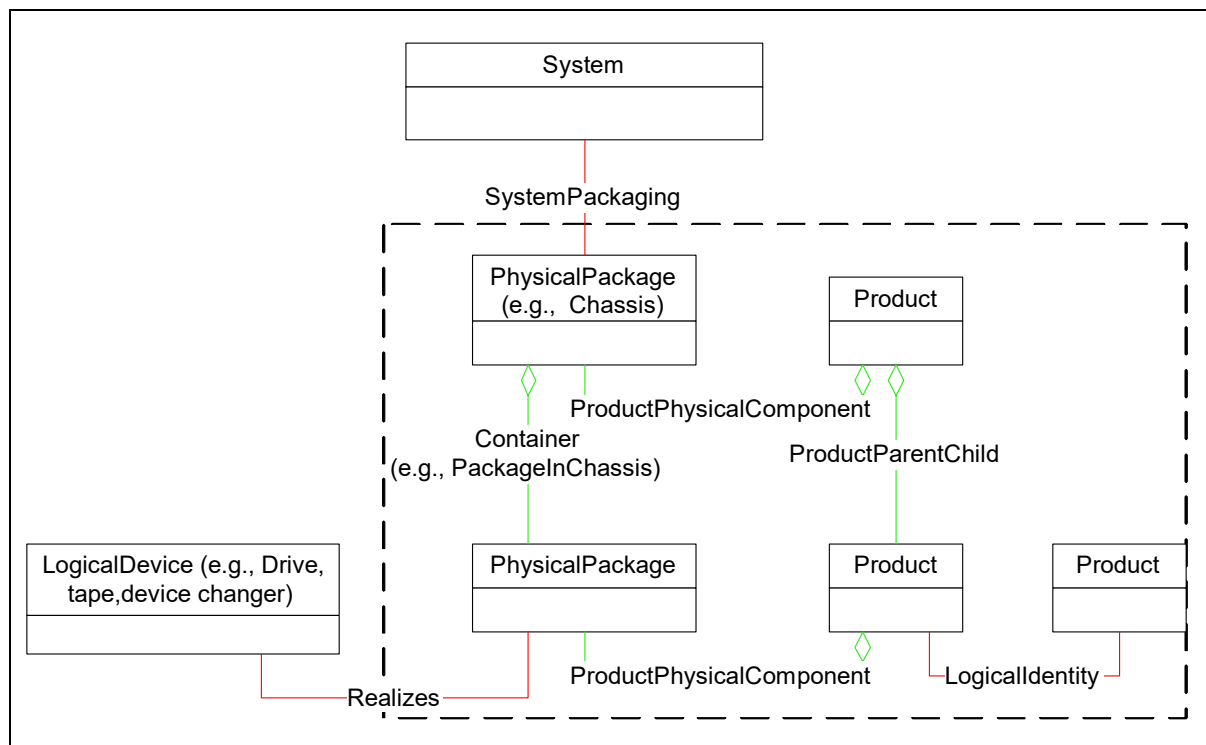 System
SystemPackaging
PhysicalPackage
(e.g., Chassis)
Product
ProductPhysicalComponent
Container
(e.g., PackageInChassis)
ProductParentChild
LogicalDevice (e.g., Drive,
tape,device changer)
PhysicalPackage
Product
Product
ProductPhysicalComponent
LogicalIdentity
Realizes